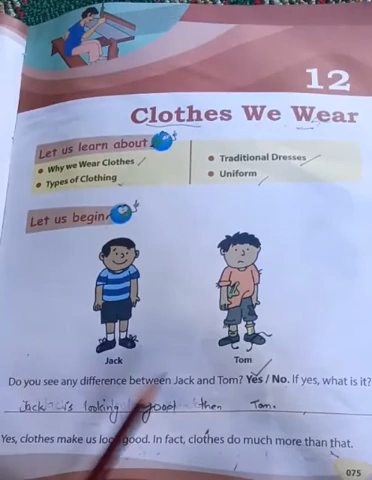 12
Clothes We Wear
Let us learn about
• Why we Wear Clothes
• Types of Clothing
• Traditional Dresses
• Uniform
Let us begin
Jack
Tom
Do you see any difference between Jack and Tom? Yes / No. If yes, what is it?
Jack is looking good then Tom.
Yes, clothes make us look good. In fact, clothes do much more than that.
075